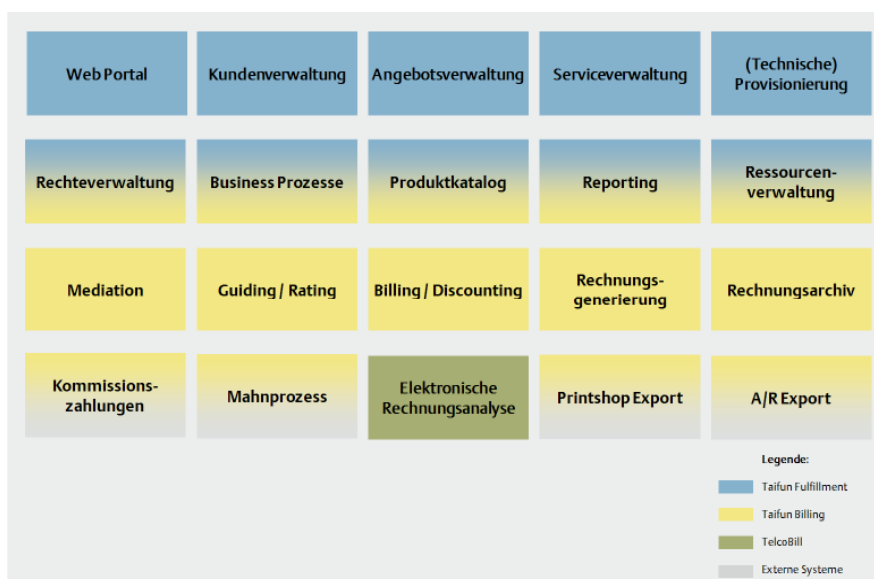 Web Portal
Kundenverwaltung
Angebotsverwaltung
Serviceverwaltung
(Technische)
Provisionierung
Rechteverwaltung
Business Prozesse
Produktkatalog
Reporting
Ressourcen-
verwaltung
Mediation
Guiding / Rating
Billing / Discounting
Rechnungs-
generierung
Rechnungsarchiv
Kommissions-
zahlungen
Mahnprozess
Elektronische
Rechnungsanalyse
Printshop Export
A/R Export
Legende:
Taifun Fulfillment
Taifun Billing
TelcoBill
Externe Systeme